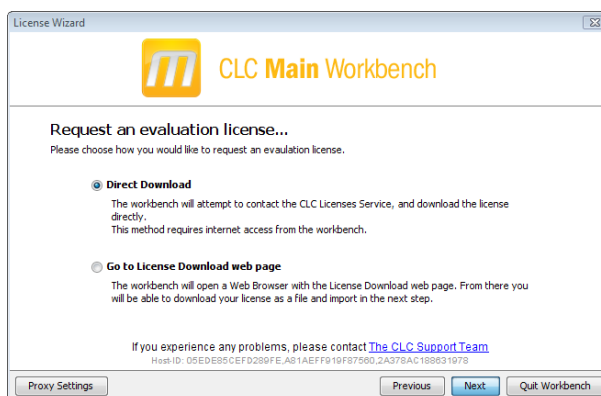 License Wizard
CLC Main Workbench
Request an evaluation license...
Please choose how you would like to request an evaulation license.
Direct Download
The workbench will attempt to contact the CLC Licenses Service, and download the license
directly.
This method requires internet access from the workbench.
Go to License Download web page
The workbench will open a Web Browser with the License Download web page. From there you
will be able to download your license as a file and import in the next step.
If you experience any problems, please contact The CLC Support Team
Host-ID: 05EDE85CEFD289FE,A81AEFF919F87560,2A378AC188631978
Proxy Settings Previous Next Quit Workbench